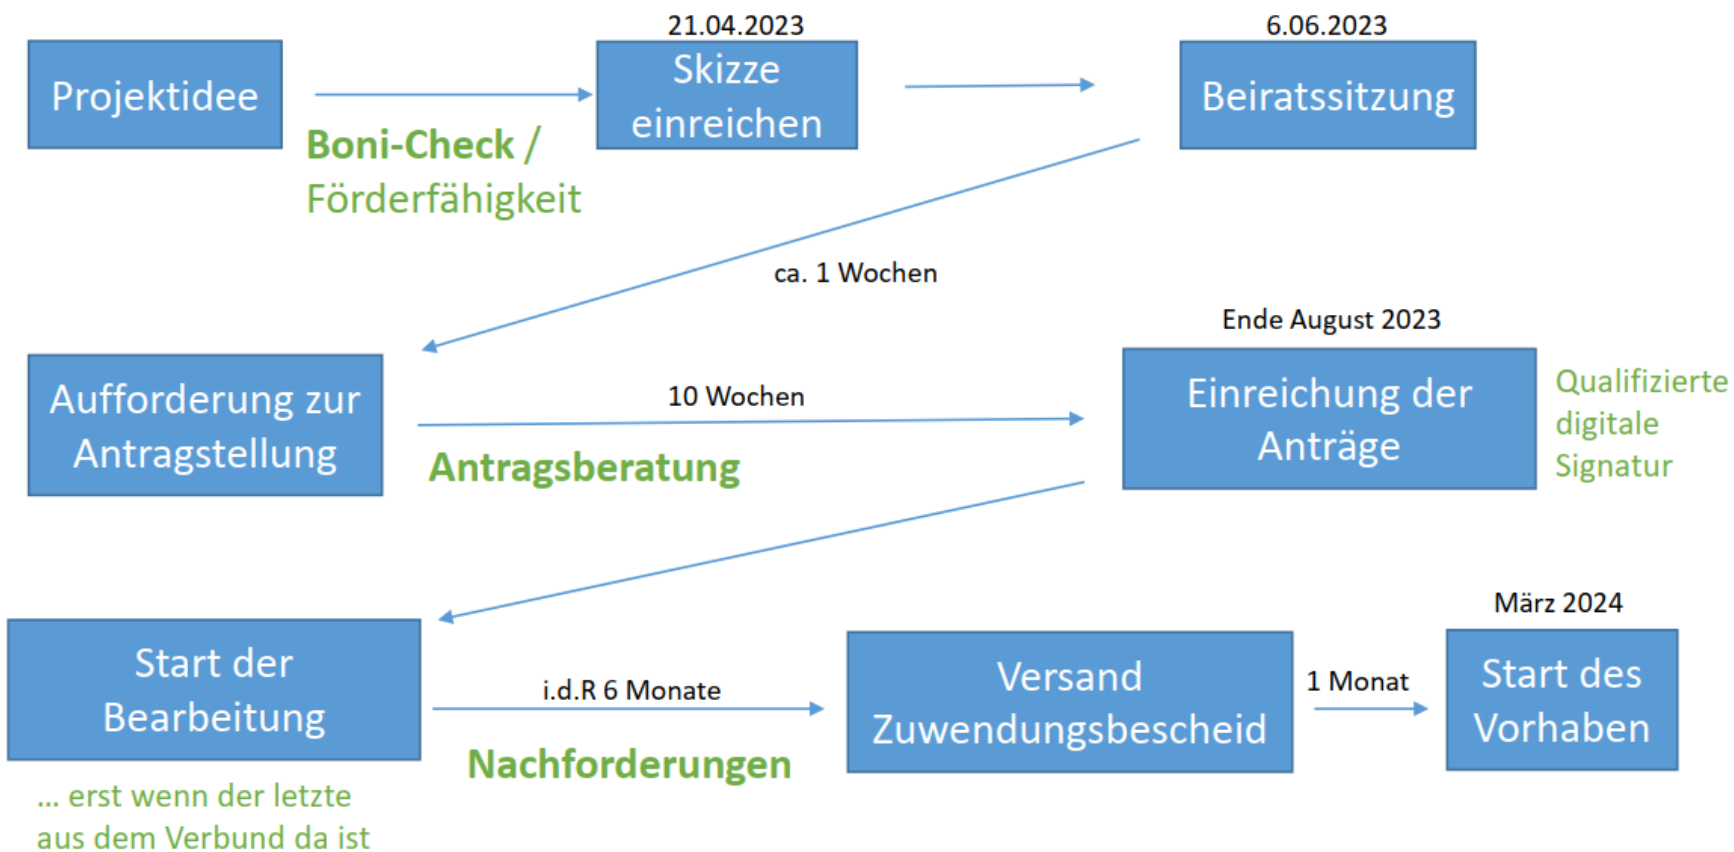 Projektidee
Boni-Check /
Förderfähigkeit
21.04.2023
Skizze
einreichen
6.06.2023
Beiratssitzung
ca. 1 Wochen
Aufforderung zur
Antragstellung
10 Wochen
Antragsberatung
Ende August 2023
Einreichung der
Anträge
Qualifizierte
digitale
Signatur
Start der
Bearbeitung
... erst wenn der letzte
aus dem Verbund da ist
i.d.R 6 Monate
Nachforderungen
Versand
Zuwendungsbescheid
1 Monat
März 2024
Start des
Vorhaben